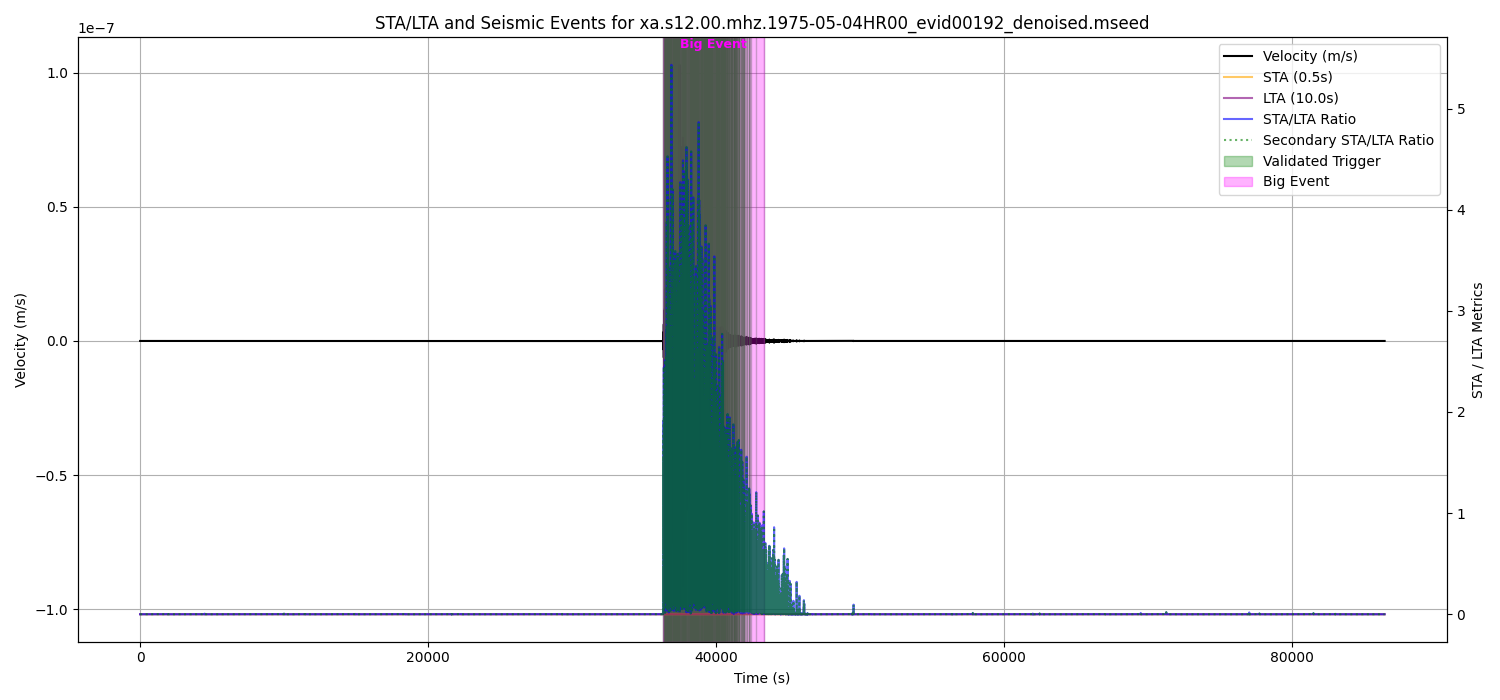 STA/LTA and Seismic Events for xa.s12.00.mhz.1975-05-04HR00_evid00192_denoised.mseed
1e−7
Big Event
Velocity (m/s)
STA (0.5s)
LTA (10.0s)
STA/LTA Ratio
Secondary STA/LTA Ratio
Validated Trigger
Big Event
1.0
0.5
0.0
−0.5
−1.0
Velocity (m/s)
5
4
3
2
1
0
STA / LTA Metrics
0
20000
40000
60000
80000
Time (s)